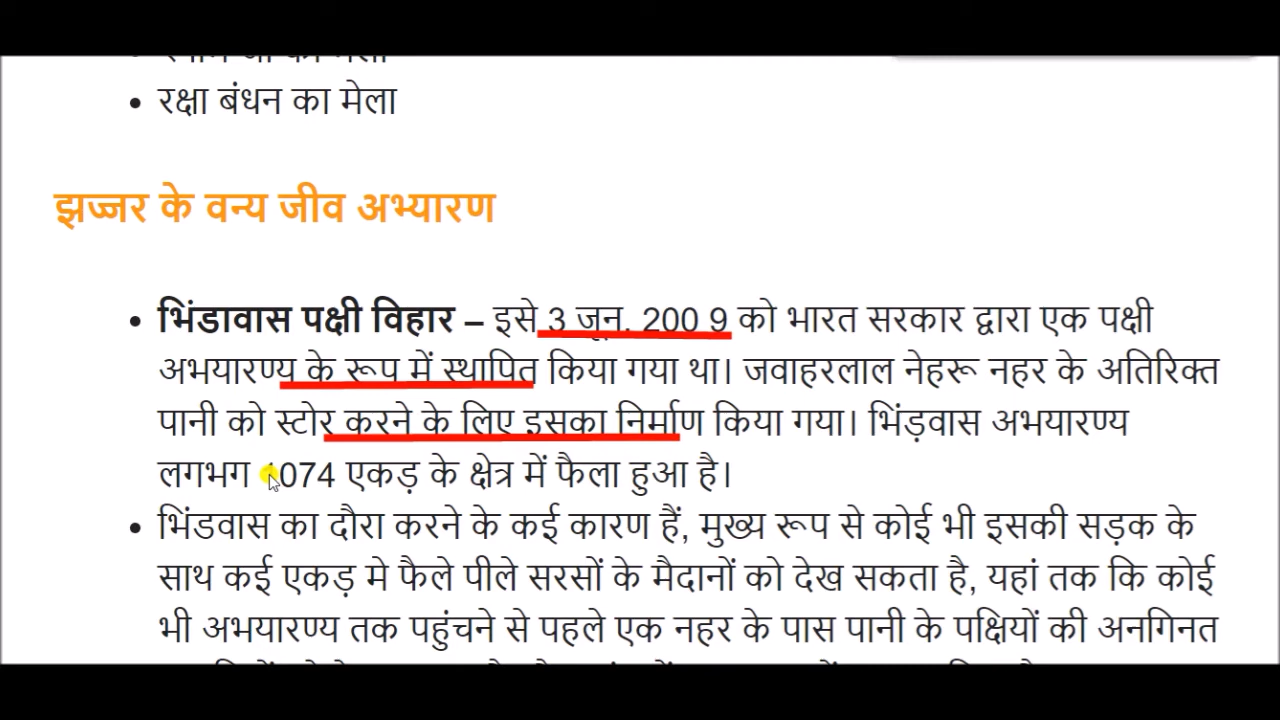 रक्षा बंधन का मेला
झज्जर के वन्य जीव अभ्यारण
भिंडावास पक्षी विहार – इसे 3 जून, 200 9 को भारत सरकार द्वारा एक पक्षी
अभयारण्य के रूप में स्थापित किया गया था। जवाहरलाल नेहरू नहर के अतिरिक्त
पानी को स्टोर करने के लिए इसका निर्माण किया गया। भिंड़वास अभयारण्य
लगभग 1074 एकड़ के क्षेत्र में फैला हुआ है।
भिंडवास का दौरा करने के कई कारण हैं, मुख्य रूप से कोई भी इसकी सड़क के
साथ कई एकड़ मे फैले पीले सरसों के मैदानों को देख सकता है, यहां तक कि कोई
भी अभयारण्य तक पहुंचने से पहले एक नहर के पास पानी के पक्षियों की अनगिनत